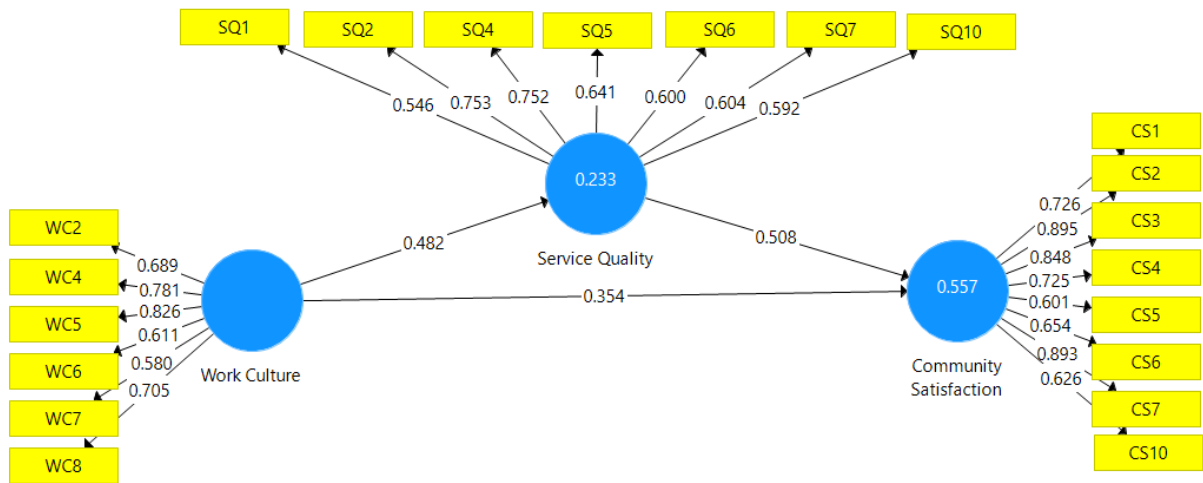 SQ1
SQ2
SQ4
SQ5
SQ6
SQ7
SQ10
0.546
0.753
0.752
0.641
0.600
0.604
0.592
0.233
Service Quality
WC2
WC4
WC5
WC6
WC7
WC8
0.689
0.781
0.826
0.611
0.580
0.705
Work Culture
0.482
0.508
0.354
0.557
Community
Satisfaction
0.726
0.895
0.848
0.725
0.601
0.654
0.893
0.626
CS1
CS2
CS3
CS4
CS5
CS6
CS7
CS10